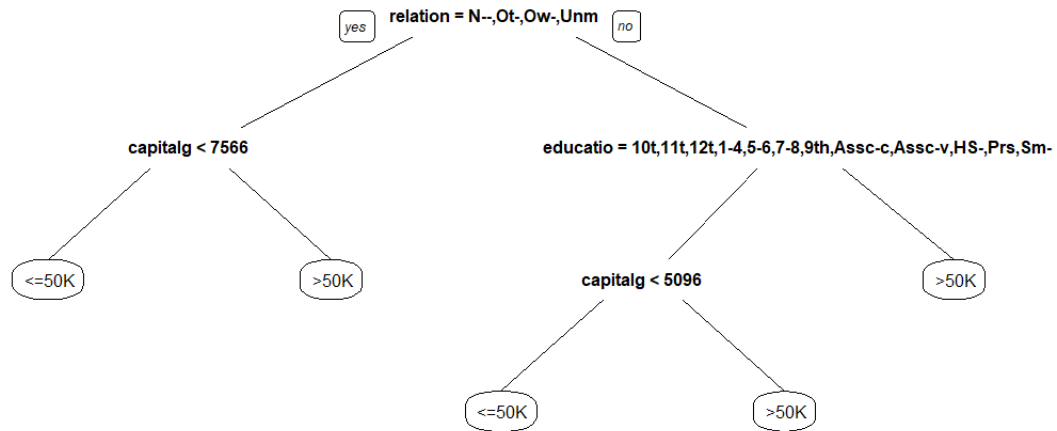 relation = N--,Ot-,Ow-,Unm
yes
no
capitalg < 7566
educatio = 10t,11t,12t,1-4,5-6,7-8,9th,Assc-c,Assc-v,HS-,Prs,Sm-
<=50K
>50K
capitalg < 5096
>50K
<=50K
>50K